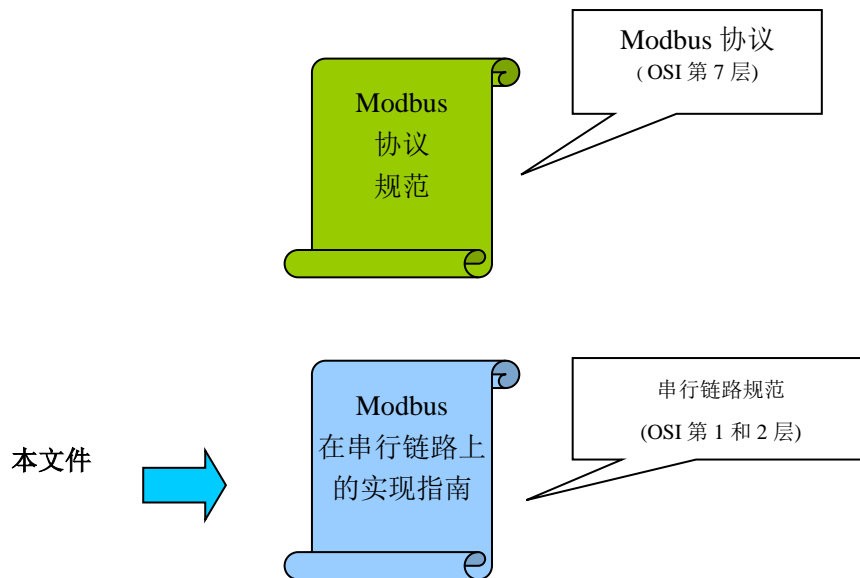 Modbus 协议
( OSI 第 7 层)
Modbus
协议
规范
串行链路规范
(OSI 第 1 和 2 层)
Modbus
在串行链路上
的实现指南
本文件